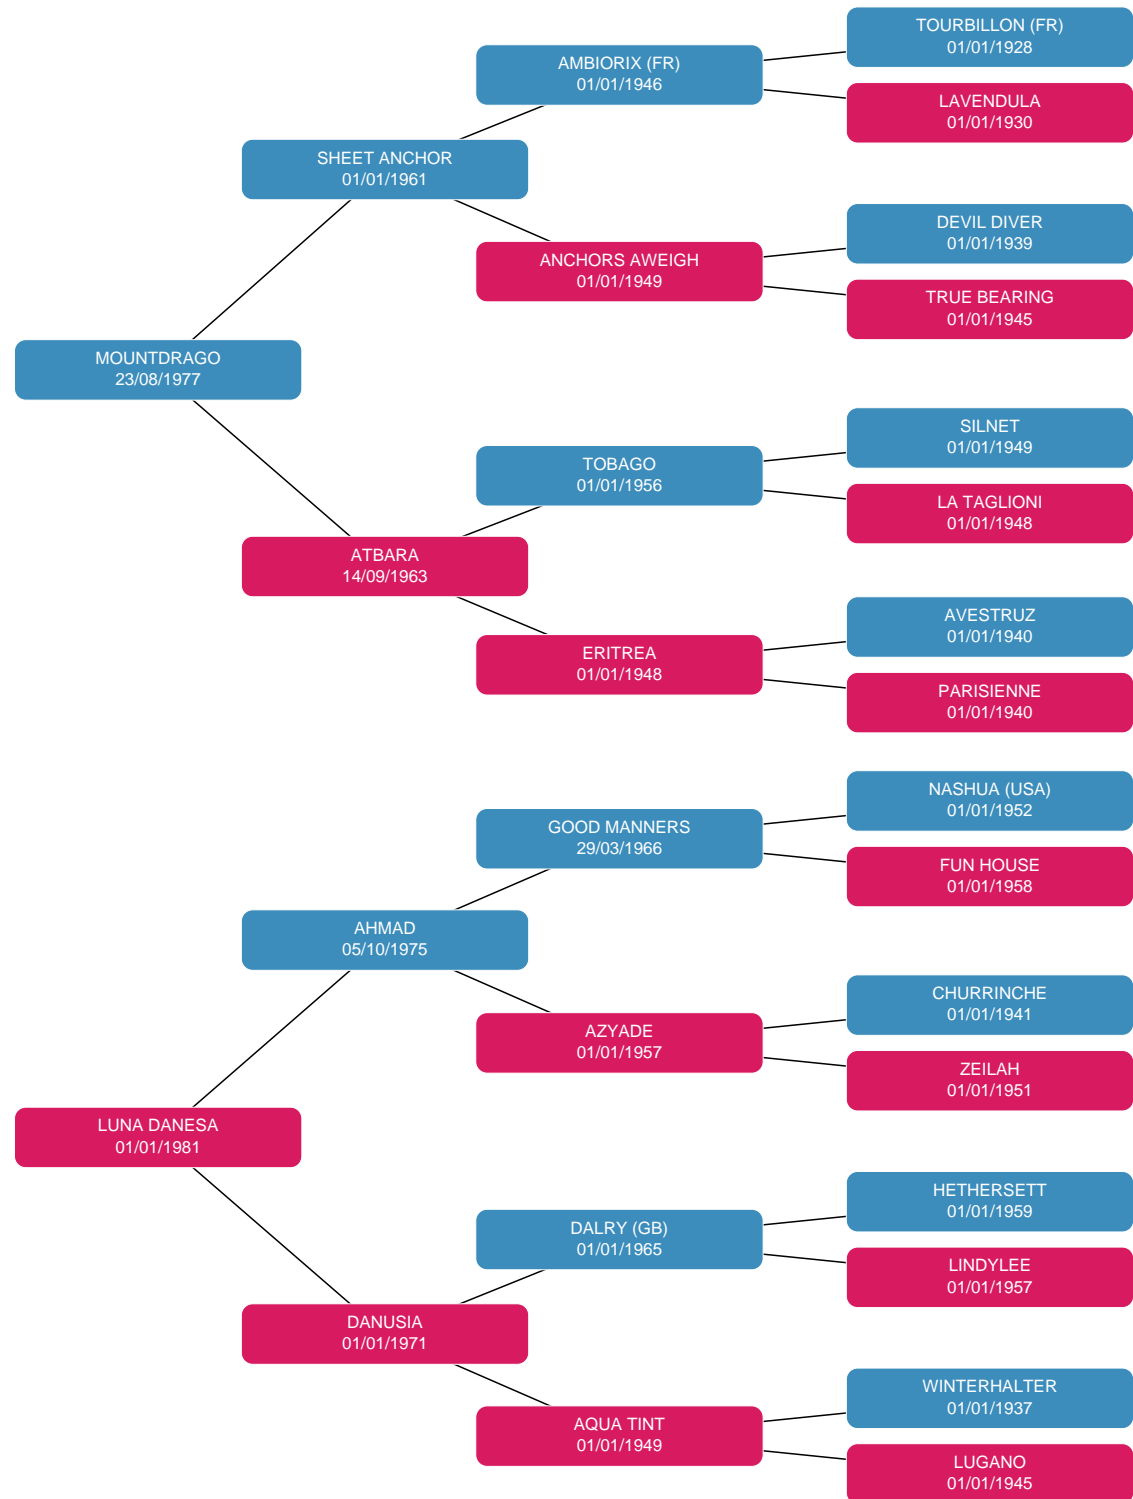 TOURBILLON (FR)
01/01/1928
AMBIORIX (FR)
01/01/1946
LAVENDULA
01/01/1930
SHEET ANCHOR
01/01/1961
DEVIL DIVER
01/01/1939
ANCHORS AWEIGH
01/01/1949
TRUE BEARING
01/01/1945
MOUNTDRAGO
23/08/1977
SILNET
01/01/1949
TOBAGO
01/01/1956
LA TAGLIONI
01/01/1948
ATBARA
14/09/1963
AVESTRUZ
01/01/1940
ERITREA
01/01/1948
PARISIENNE
01/01/1940
NASHUA (USA)
01/01/1952
GOOD MANNERS
29/03/1966
FUN HOUSE
01/01/1958
AHMAD
05/10/1975
CHURRINCHE
01/01/1941
AZYADE
01/01/1957
ZEILAH
01/01/1951
LUNA DANESA
01/01/1981
HETHERSETT
01/01/1959
DALRY (GB)
01/01/1965
LINDYLEE
01/01/1957
DANUSIA
01/01/1971
WINTERHALTER
01/01/1937
AQUA TINT
01/01/1949
LUGANO
01/01/1945